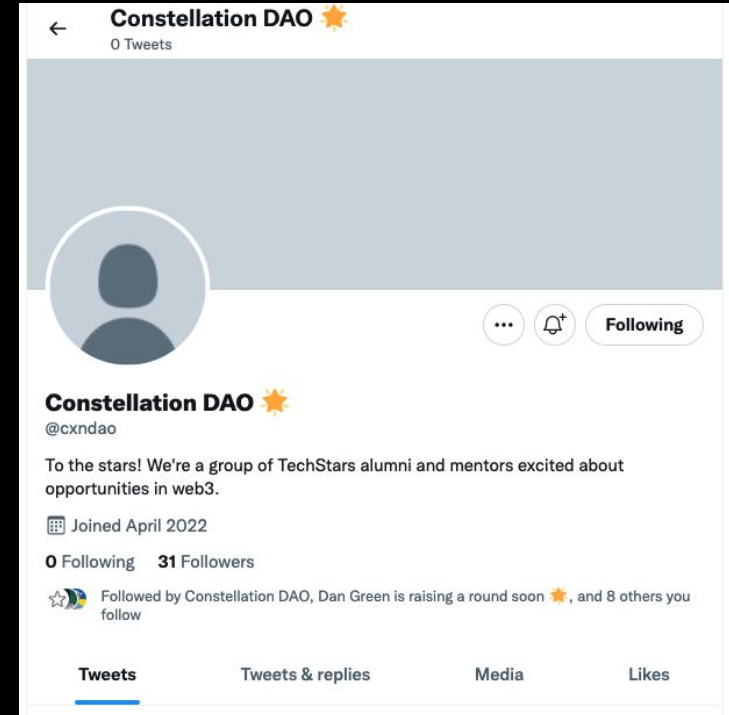 Constellation DAO 🌟
0 Tweets
Following
Constellation DAO 🌟
@cxndao
To the stars! We're a group of TechStars alumni and mentors excited about
opportunities in web3.
Joined April 2022
0 Following 31 Followers
Followed by Constellation DAO, Dan Green is raising a round soon 🌟, and 8 others you
follow
Tweets Tweets & replies Media Likes